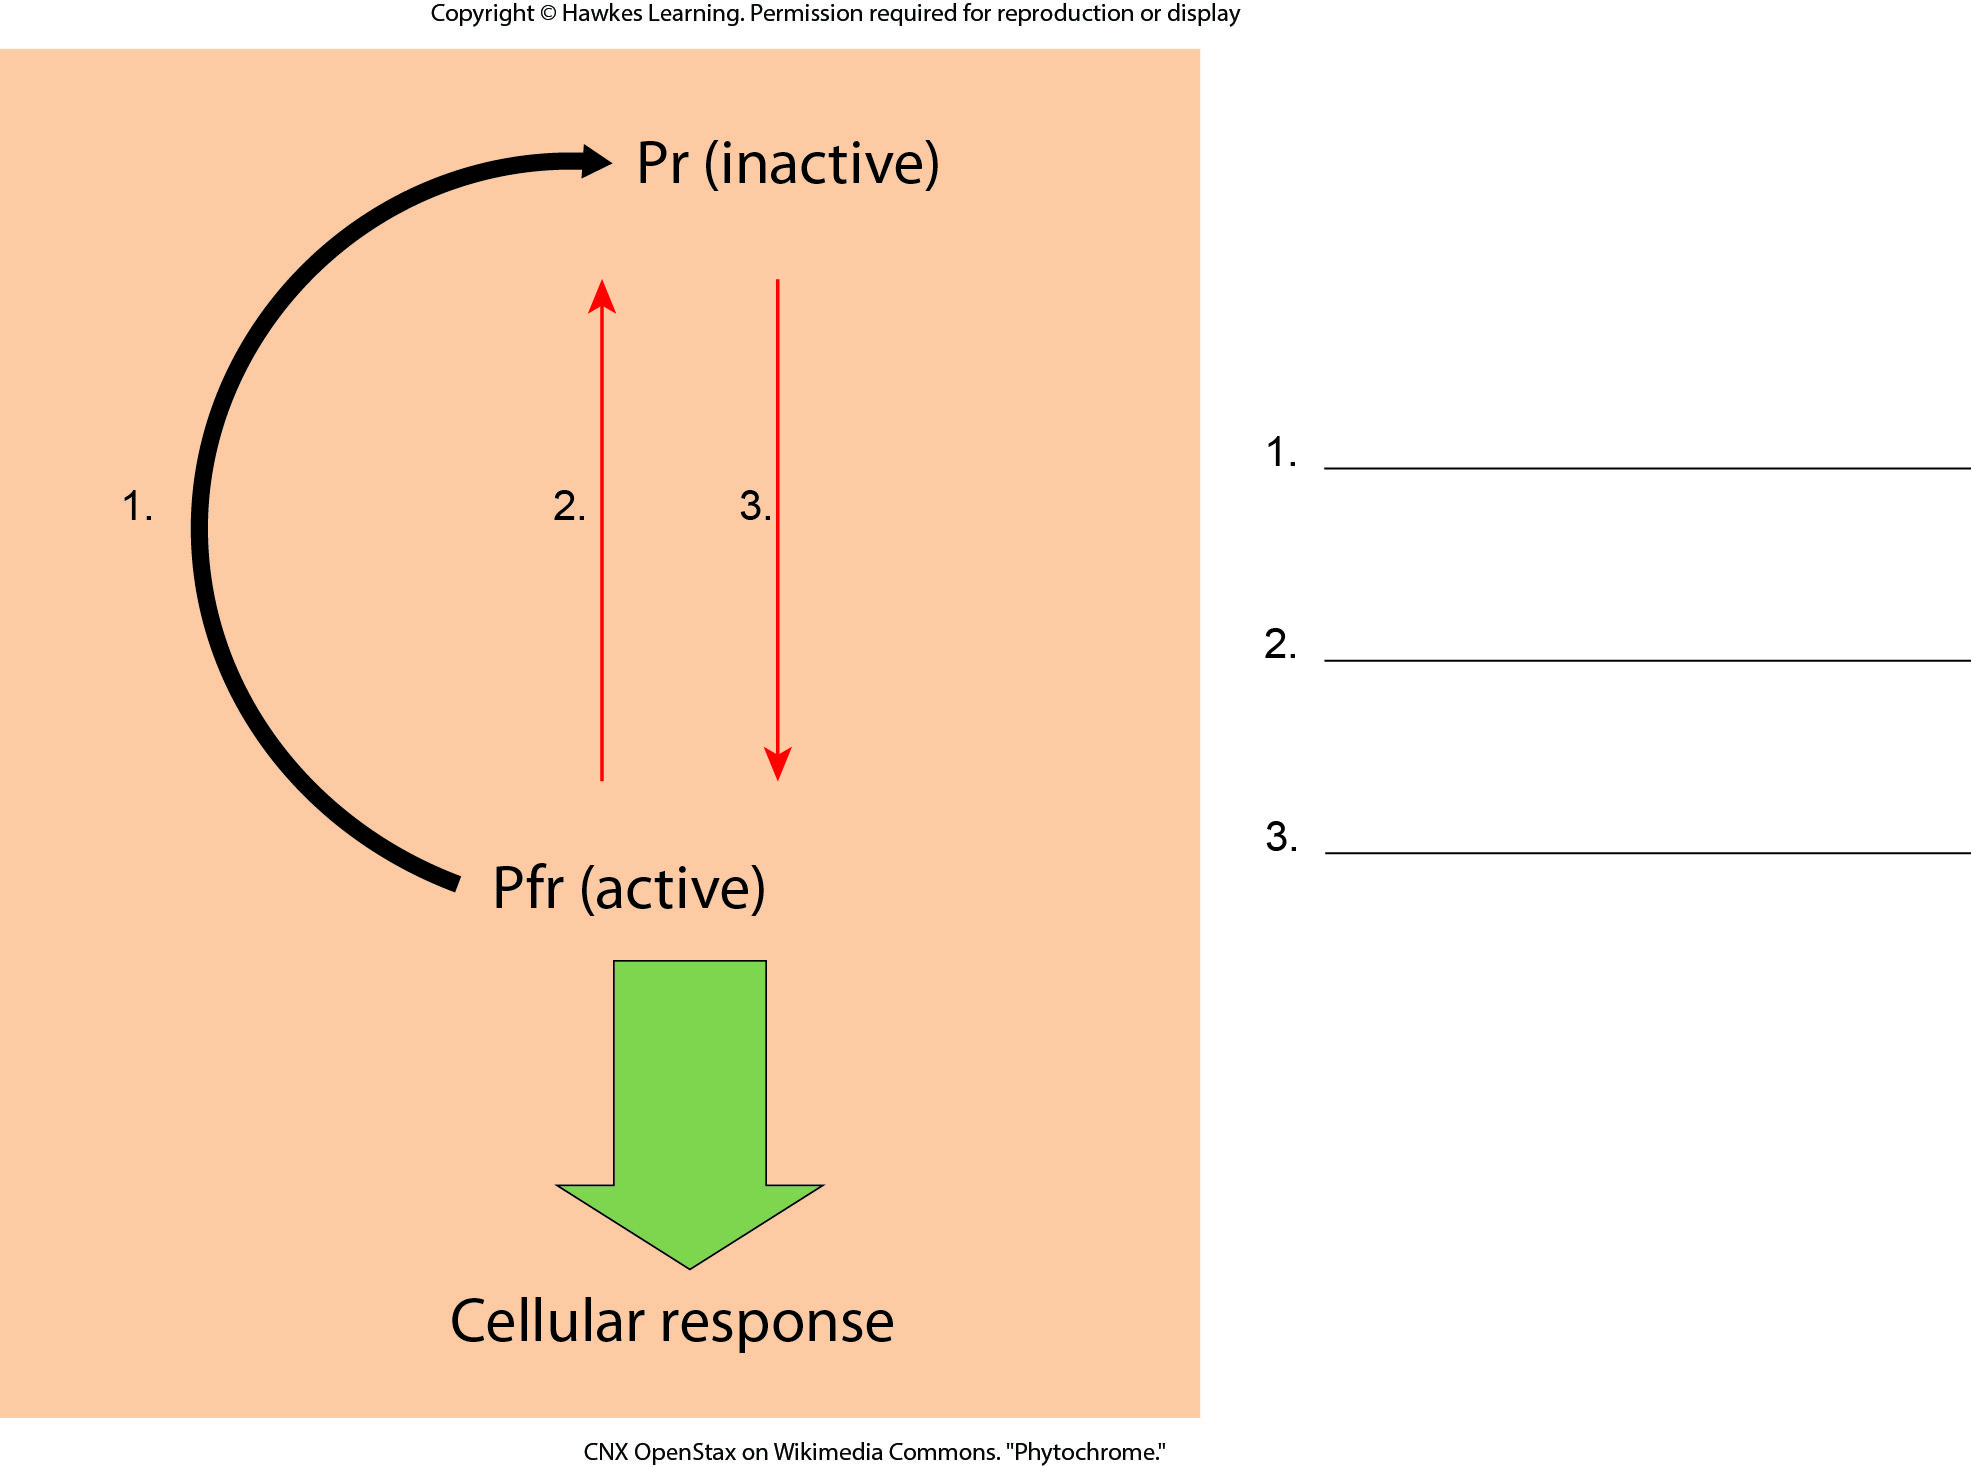 Copyright © Hawkes Learning. Permission required for reproduction or display
Pr (inactive)
1.
2.
3.
Pfr (active)
Cellular response
1.
2.
3.
CNX OpenStax on Wikimedia Commons. "Phytochrome."